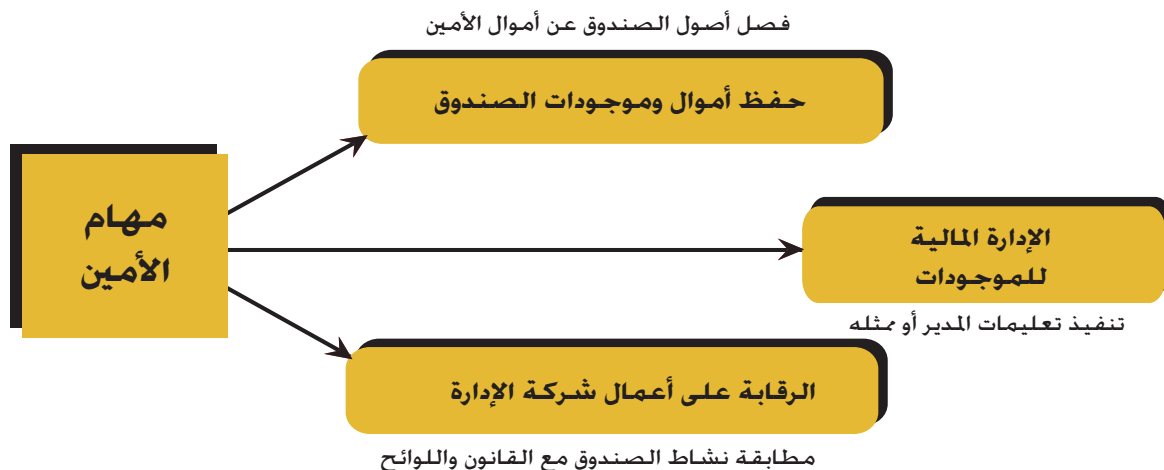 فصل أصول الصندوق عن أموال الأمين
حفظ أموال وموجودات الصندوق
مهام
الأمين
الإدارة المالية
للموجودات
تنفيذ تعليمات المدير أو ممثله
الرقابة على أعمال شركة الإدارة
مطابقة نشاط الصندوق مع القانون واللوائح